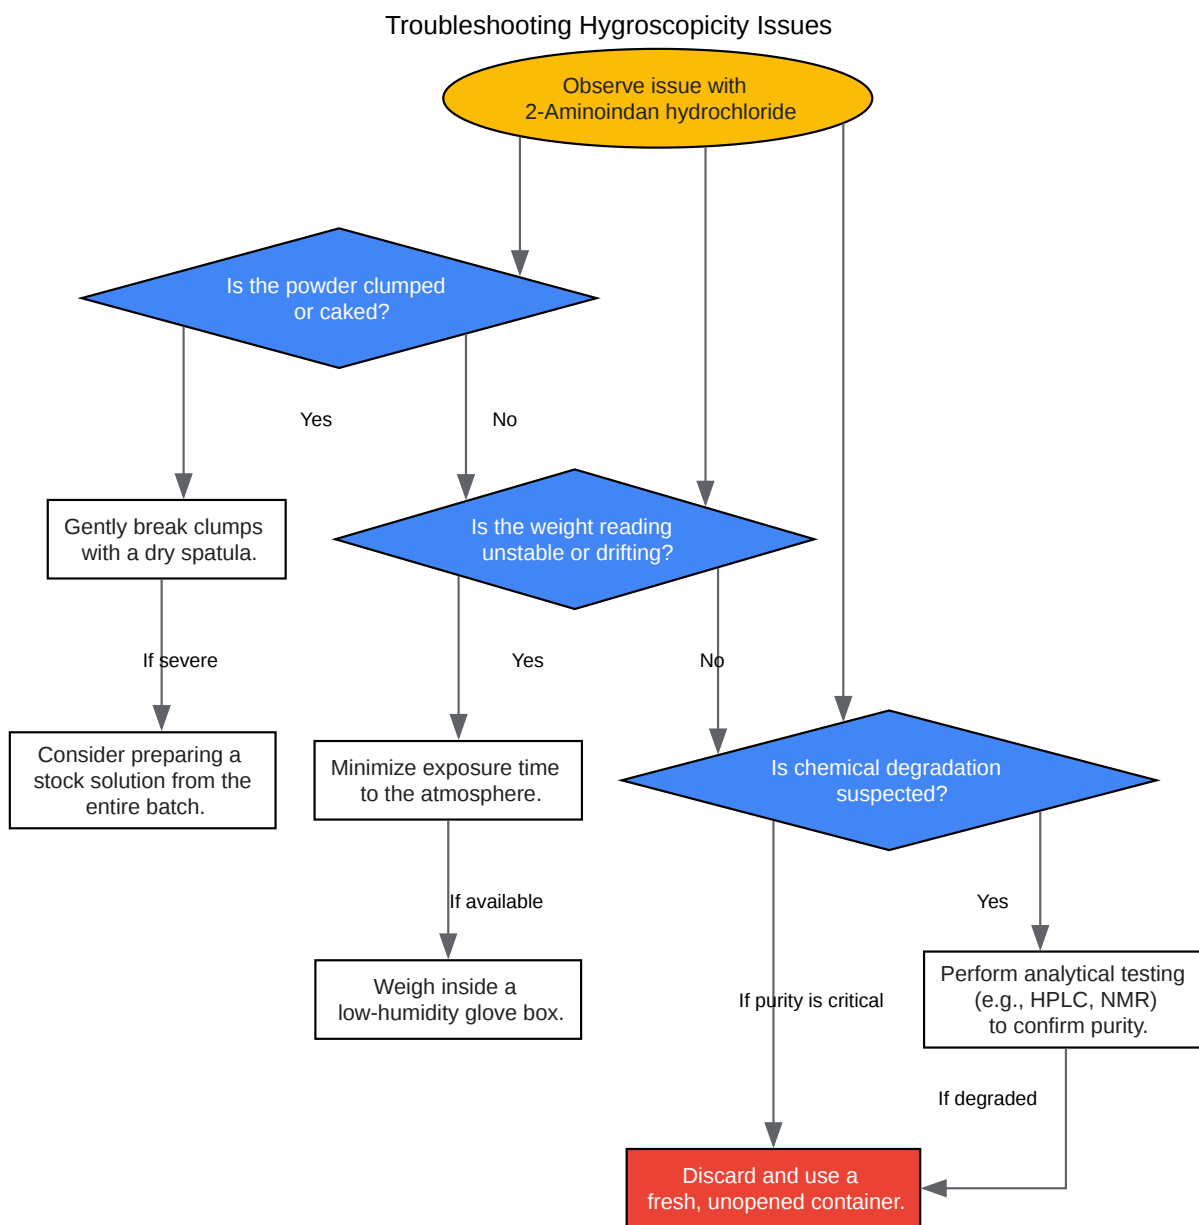 Troubleshooting Hygroscopicity Issues
Observe issue with
2-Aminoindan hydrochloride
Is the powder clumped
or caked?
Yes
No
Gently break clumps
with a dry spatula.
Is the weight reading
unstable or drifting?
If severe
Yes
No
Consider preparing a
stock solution from the
entire batch.
Minimize exposure time
to the atmosphere.
Is chemical degradation
suspected?
If available
Yes
Weigh inside a
low-humidity glove box.
If purity is critical
Perform analytical testing
(e.g., HPLC, NMR)
to confirm purity.
If degraded
Discard and use a
fresh, unopened container.